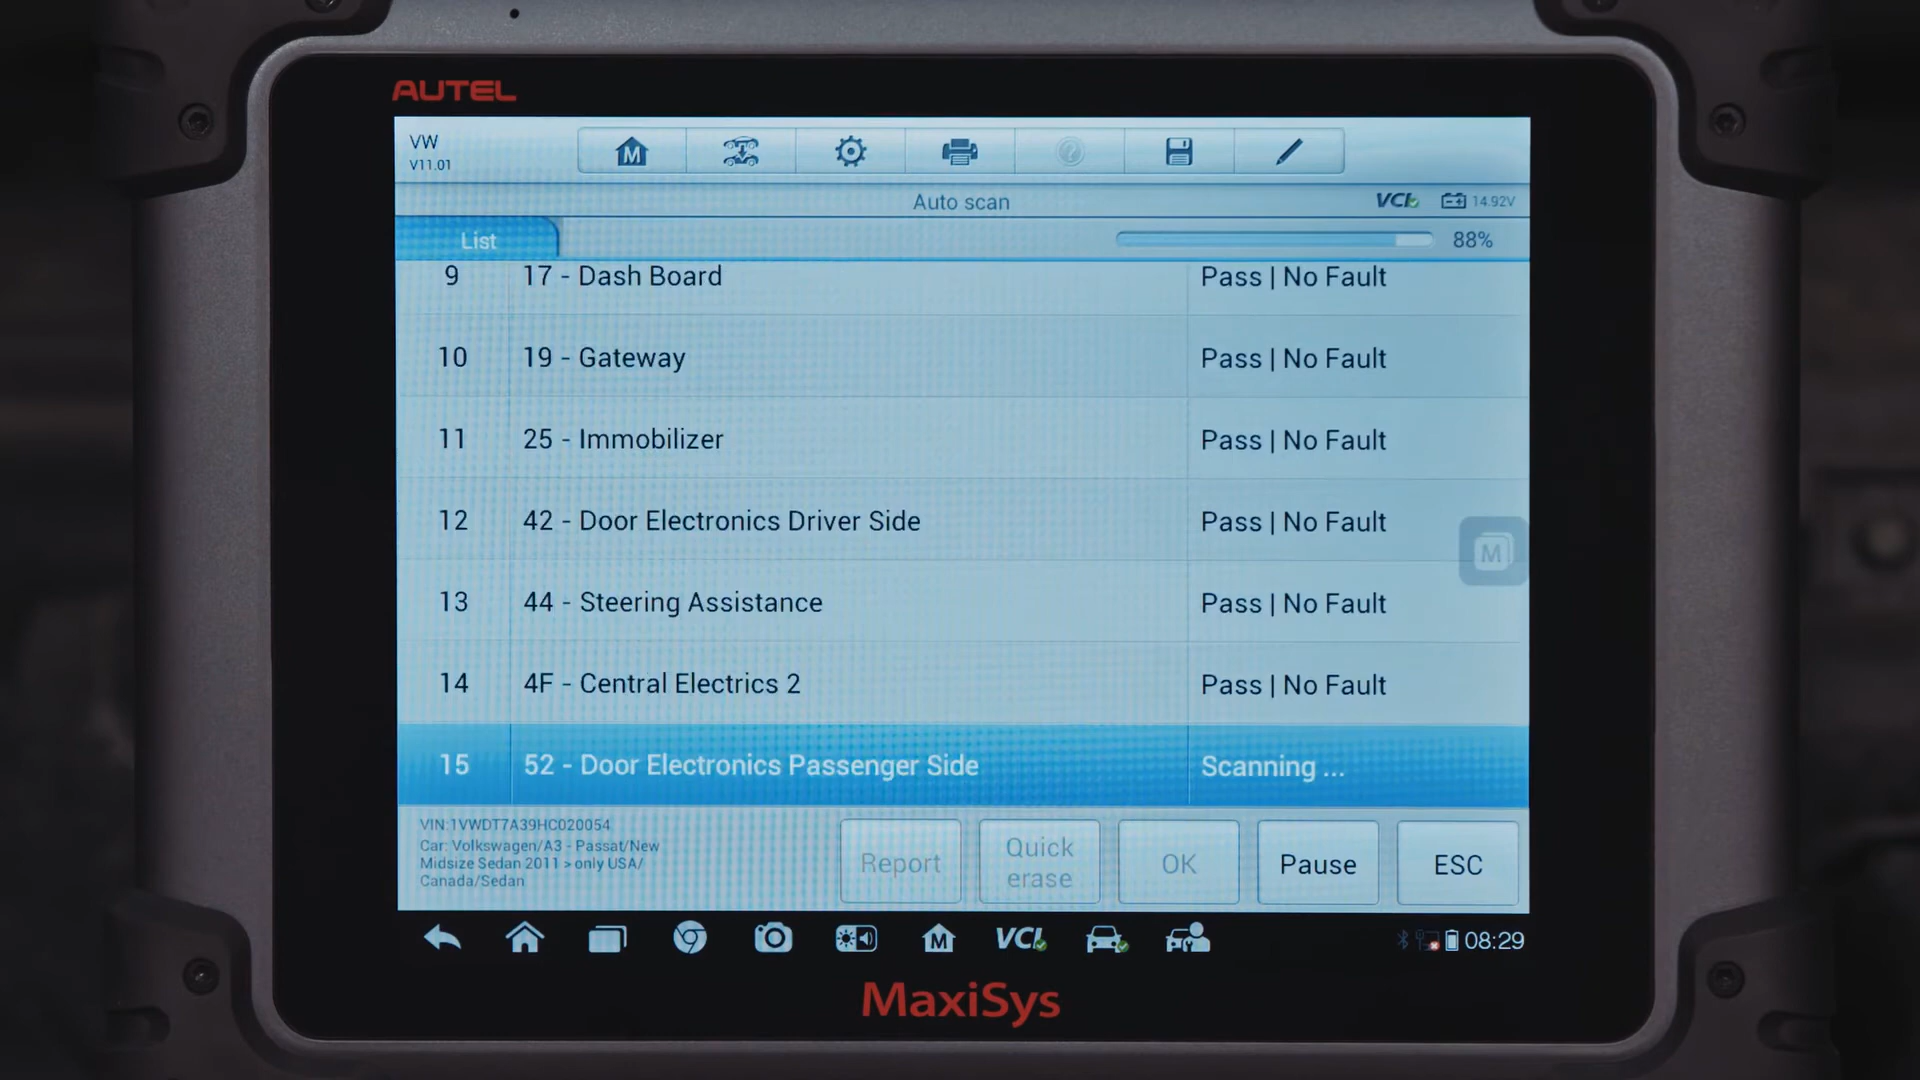 AUTEL
VW
V11.01
M
Auto scan
VCI
14.92V
List
88%
9 17 - Dash Board Pass | No Fault
10 19 - Gateway Pass | No Fault
11 25 - Immobilizer Pass | No Fault
12 42 - Door Electronics Driver Side Pass | No Fault
M
13 44 - Steering Assistance Pass | No Fault
14 4F - Central Electrics 2 Pass | No Fault
15 52 - Door Electronics Passenger Side Scanning ...
VIN:1VWDT7A39HC020054
Car: Volkswagen/A3 - Passat/New
Midsize Sedan 2011 > only USA/
Canada/Sedan
Report
Quick
erase
OK
Pause
ESC
M
VCI
08:29
MaxiSys